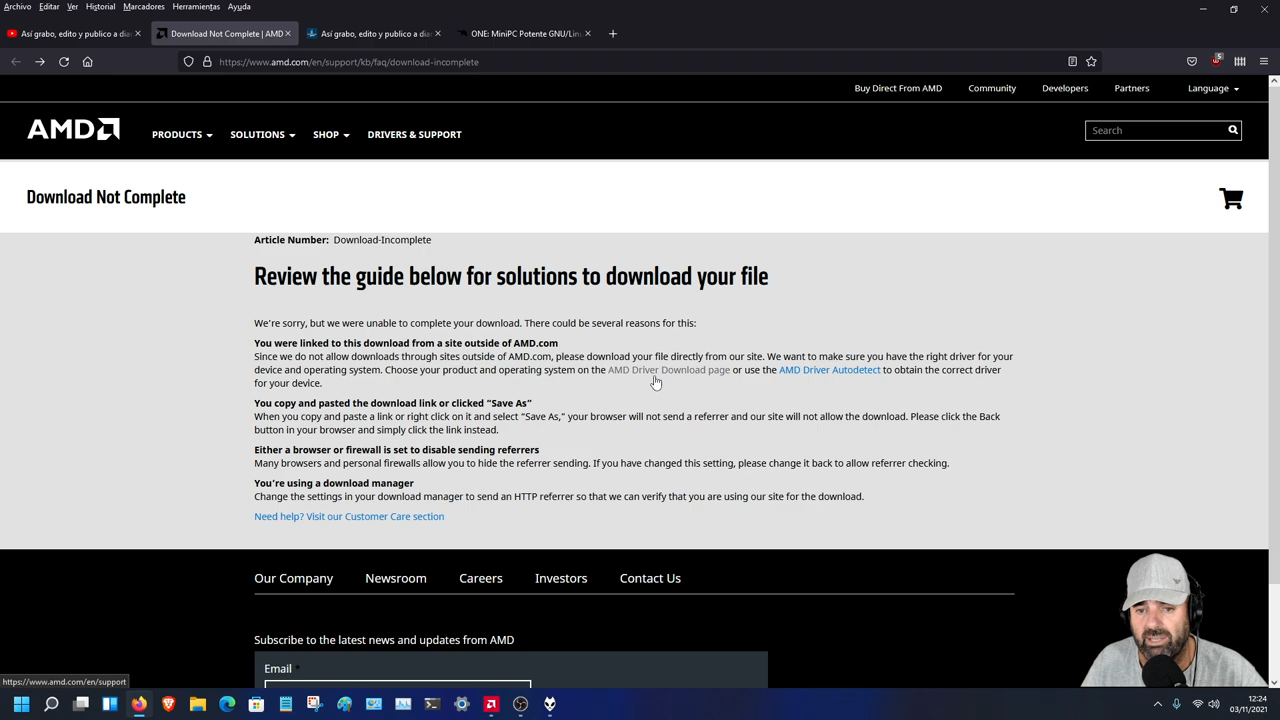 Archivo Editar Ver Historial Marcadores Herramientas Ayuda
Así grabo, edito y publico a dia
Download Not Complete | AMD
Así grabo, edito y publico a dia
ONE: MiniPC Potente GNU/Lin
https://www.amd.com/en/support/kb/faq/download-incomplete
5
Buy Direct From AMD Community Developers Partners Language
AMD PRODUCTS SOLUTIONS SHOP DRIVERS & SUPPORT Search
Download Not Complete
Article Number: Download-Incomplete
Review the guide below for solutions to download your file
We're sorry, but we were unable to complete your download. There could be several reasons for this:
You were linked to this download from a site outside of AMD.com
Since we do not allow downloads through sites outside of AMD.com, please download your file directly from our site. We want to make sure you have the right driver for your
device and operating system. Choose your product and operating system on the AMD Driver Download page or use the AMD Driver Autodetect to obtain the correct driver
for your device.
You copy and pasted the download link or clicked "Save As"
When you copy and paste a link or right click on it and select "Save As," your browser will not send a referrer and our site will not allow the download. Please click the Back
button in your browser and simply click the link instead.
Either a browser or firewall is set to disable sending referrers
Many browsers and personal firewalls allow you to hide the referrer sending. If you have changed this setting, please change it back to allow referrer checking.
You're using a download manager
Change the settings in your download manager to send an HTTP referrer so that we can verify that you are using our site for the download.
Need help? Visit our Customer Care section
Our Company Newsroom Careers Investors Contact Us
Subscribe to the latest news and updates from AMD
Email *
https://www.amd.com/en/support
12:24
03/11/2021